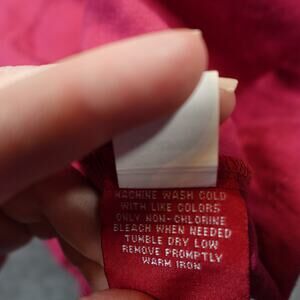 MACHINE WASH COLD
WITH LIKE COLORS
ONLY NON-CHLORINE
BLEACH WHEN NEEDED
TUMBLE DRY LOW
REMOVE PROMPTLY
WARM IRON